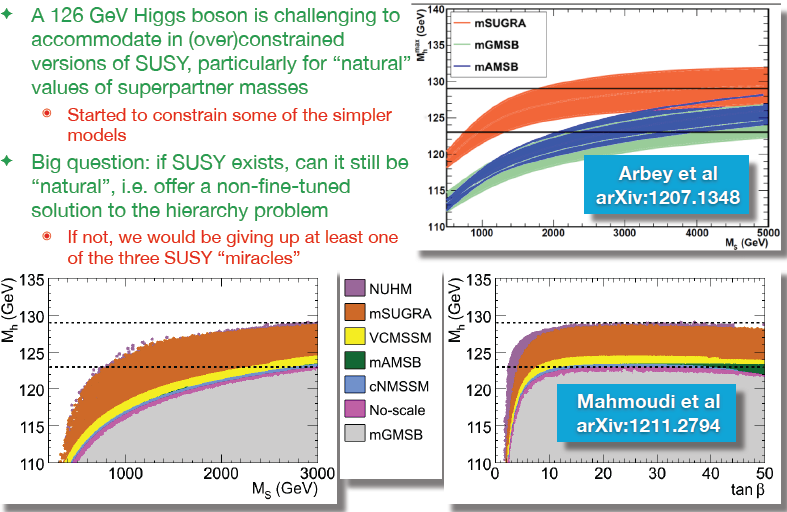 ✦ A 126 GeV Higgs boson is challenging to
accommodate in (over)constrained
versions of SUSY, particularly for “natural”
values of superpartner masses
Started to constrain some of the simpler
models
✦ Big question: if SUSY exists, can it still be
“natural”, i.e. offer a non-fine-tuned
solution to the hierarchy problem
If not, we would be giving up at least one
of the three SUSY “miracles”
M_h^max (GeV)
140
135
130
125
120
115
110
mSUGRA
mGMSB
mAMSB
1000 2000 3000 4000 5000
M_S (GeV)
Arbey et al
arXiv:1207.1348
M_h (GeV)
135
130
125
120
115
110
1000 2000 3000
M_S (GeV)
NUHM
mSUGRA
VCMSSM
mAMSB
cNMSSM
No-scale
mGMSB
M_h (GeV)
135
130
125
120
115
110
0 10 20 30 40 50
tan β
Mahmoudi et al
arXiv:1211.2794